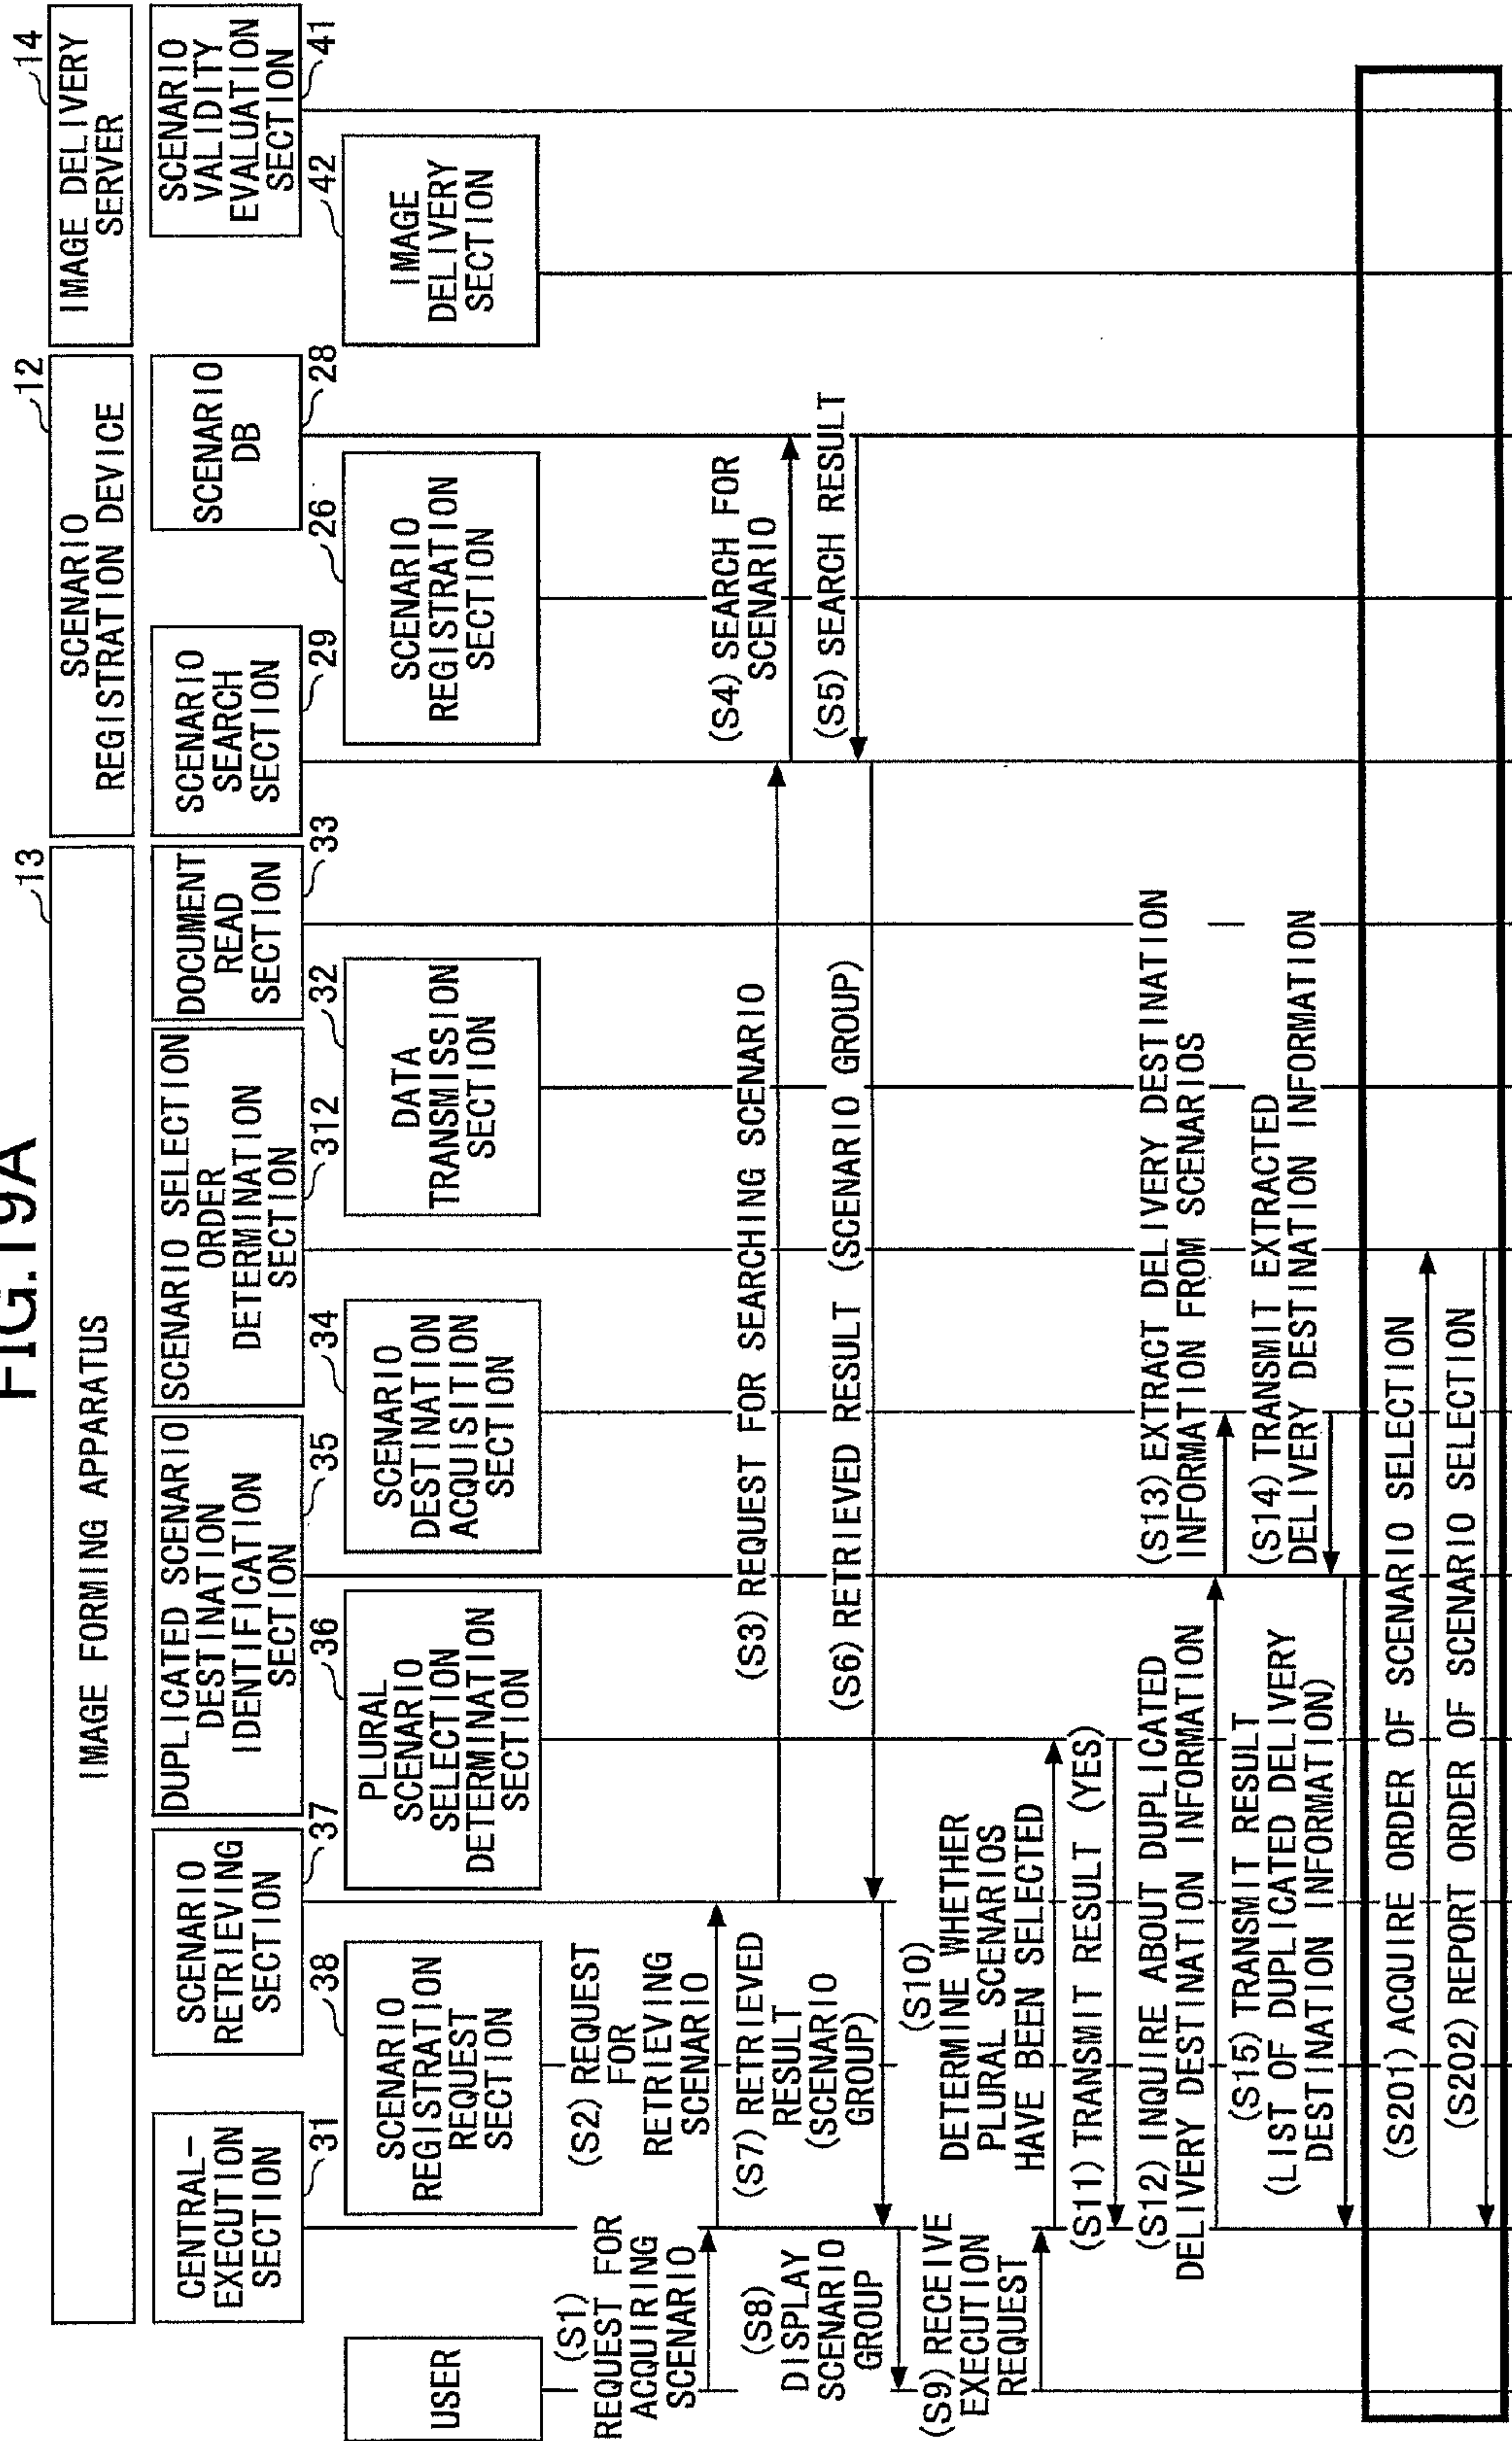 FIG.19A
13
12
14
IMAGE FORMING APPARATUS
SCENARIO
REGISTRATION DEVICE
IMAGE DELIVERY
SERVER
CENTRAL-
EXECUTION
SECTION
31
SCENARIO
RETRIEVING
SECTION
37
DUPLICATED SCENARIO
DESTINATION
IDENTIFICATION
SECTION
35
SCENARIO SELECTION
ORDER
DETERMINATION
SECTION
312
DOCUMENT
READ
SECTION
33
SCENARIO
SEARCH
SECTION
29
SCENARIO
DB
28
SCENARIO
VALIDITY
EVALUATION
SECTION
41
USER
38
SCENARIO
REGISTRATION
REQUEST
SECTION
36
PLURAL
SCENARIO
SELECTION
DETERMINATION
SECTION
34
SCENARIO
DESTINATION
ACQUISITION
SECTION
32
DATA
TRANSMISSION
SECTION
26
SCENARIO
REGISTRATION
SECTION
42
IMAGE
DELIVERY
SECTION
(S1)
REQUEST FOR
ACQUIRING
SCENARIO
(S2) REQUEST
FOR
RETRIEVING
SCENARIO
(S3) REQUEST FOR SEARCHING SCENARIO
(S4) SEARCH FOR
SCENARIO
(S5) SEARCH RESULT
(S6) RETRIEVED RESULT (SCENARIO GROUP)
(S7) RETRIEVED
RESULT
(SCENARIO
GROUP)
(S8)
DISPLAY
SCENARIO
GROUP
(S9) RECEIVE
EXECUTION
REQUEST
(S10)
DETERMINE WHETHER
PLURAL SCENARIOS
HAVE BEEN SELECTED
(S11) TRANSMIT RESULT (YES)
(S12) INQUIRE ABOUT DUPLICATED
DELIVERY DESTINATION INFORMATION
(S13) EXTRACT DELIVERY DESTINATION
INFORMATION FROM SCENARIOS
(S14) TRANSMIT EXTRACTED
DELIVERY DESTINATION INFORMATION
(S15) TRANSMIT RESULT
(LIST OF DUPLICATED DELIVERY
DESTINATION INFORMATION)
(S201) ACQUIRE ORDER OF SCENARIO SELECTION
(S202) REPORT ORDER OF SCENARIO SELECTION